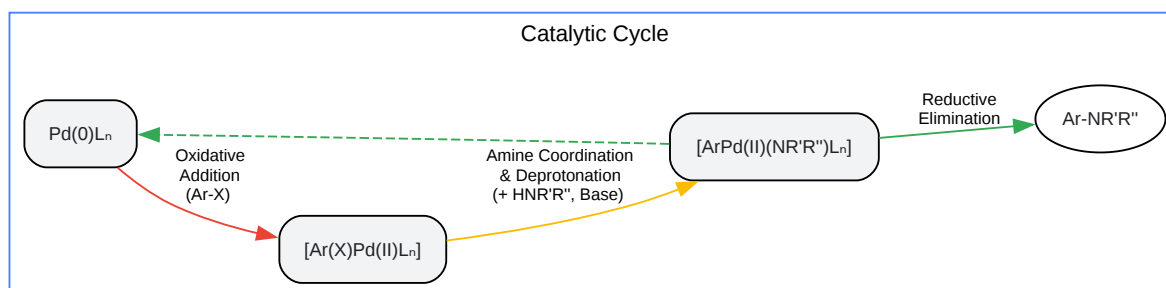 Catalytic Cycle
Pd(0)Lₙ
Oxidative
Addition
(Ar-X)
[Ar(X)Pd(II)Lₙ]
Amine Coordination
& Deprotonation
(+ HNR'R", Base)
[ArPd(II)(NR'R")Lₙ]
Reductive
Elimination
Ar-NR'R"